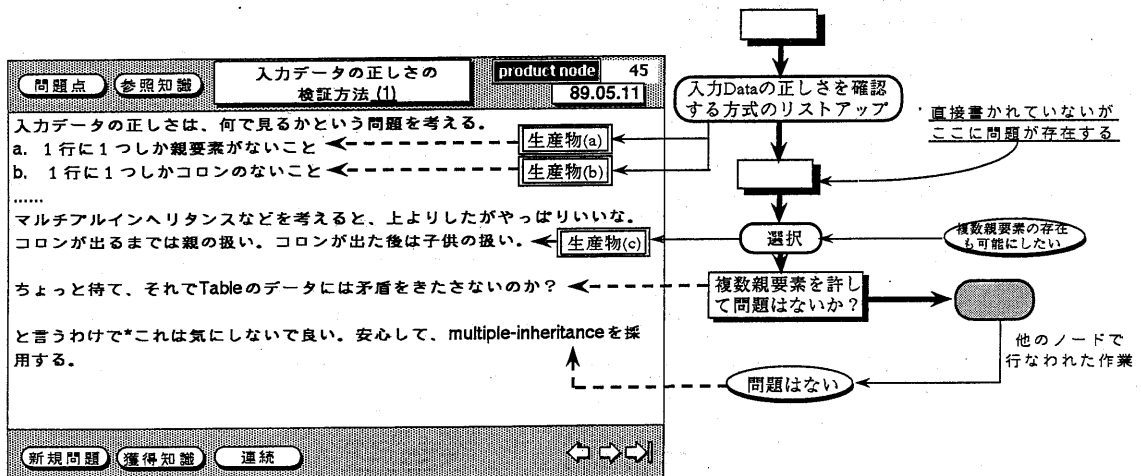 問題点
参照知識
入力データの正しさの
検証方法 (1)
product node 45
89.05.11
入力データの正しさは、何で見るかという問題を考える。
a. 1行に1つしか親要素がないこと
b. 1行に1つしかコロンのないこと
......
マルチプルインヘリタンスなどを考えると、上よりしたがやっぱりいいな。
コロンが出るまでは親の扱い。コロンが出た後は子供の扱い。
ちょっと待て、それでTableのデータには矛盾をきたさないのか?
と言うわけで*これは気にしないで良い。安心して、multiple-inheritanceを採
用する。
新規問題
獲得知識
連続
生産物(a)
生産物(b)
生産物(c)
入力Dataの正しさを確認
する方式のリストアップ
直接書かれていないが
ここに問題が存在する
選択
複数親要素の存在
も可能にしたい
複数親要素を許し
て問題はないか?
他のノードで
行なわれた作業
問題はない